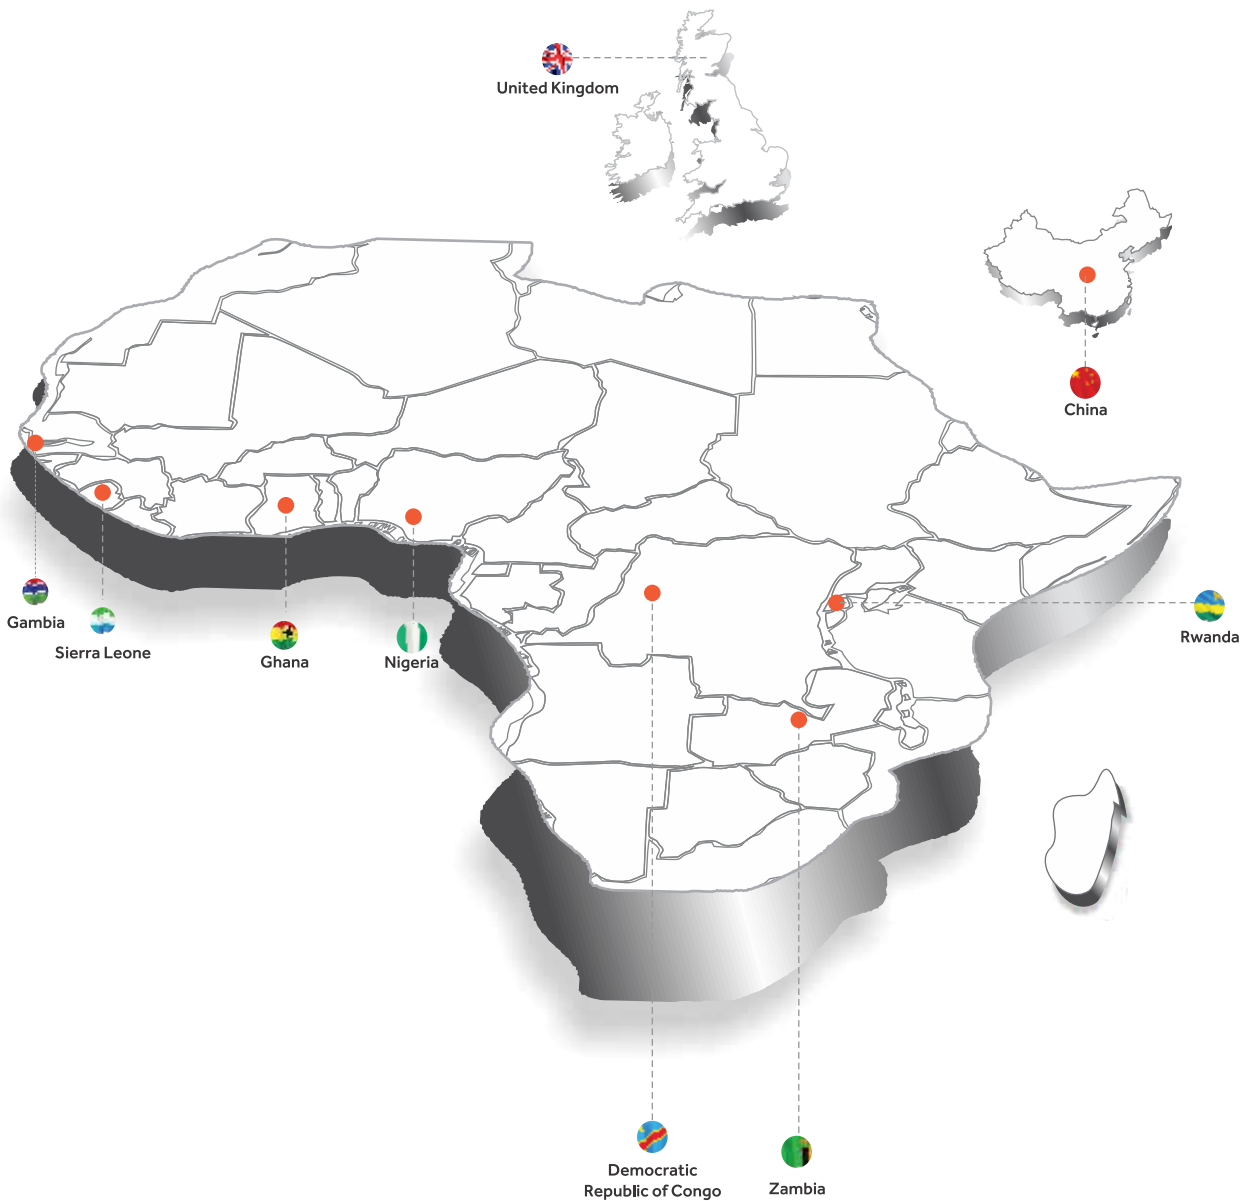 United Kingdom
China
Gambia
Sierra Leone
Ghana
Nigeria
Rwanda
Democratic
Republic of Congo
Zambia